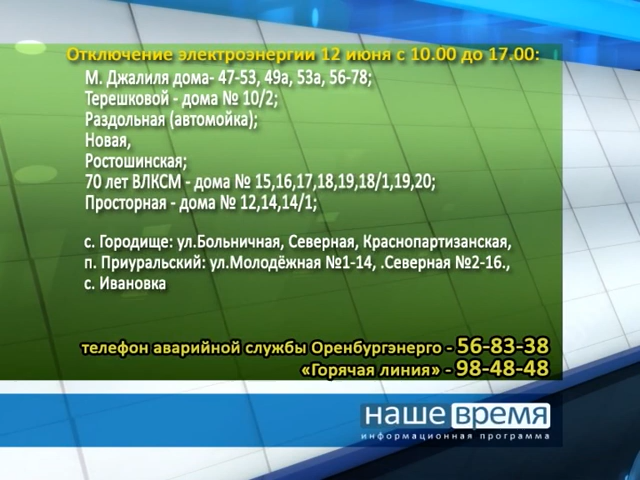 Отключение электроэнергии 12 июня с 10.00 до 17.00:
М. Джалиля дома- 47-53, 49а, 53а, 56-78;
Терешковой - дома № 10/2;
Раздольная (автомойка);
Новая,
Ростошинская;
70 лет ВЛКСМ - дома № 15,16,17,18,19,18/1,19,20;
Просторная - дома № 12,14,14/1;
с. Городище: ул.Больничная, Северная, Краснопартизанская,
п. Приуральский: ул.Молодёжная №1-14, .Северная №2-16.,
с. Ивановка
телефон аварийной службы Оренбургэнерго - 56-83-38
«Горячая линия» - 98-48-48
наше время
информационная программа